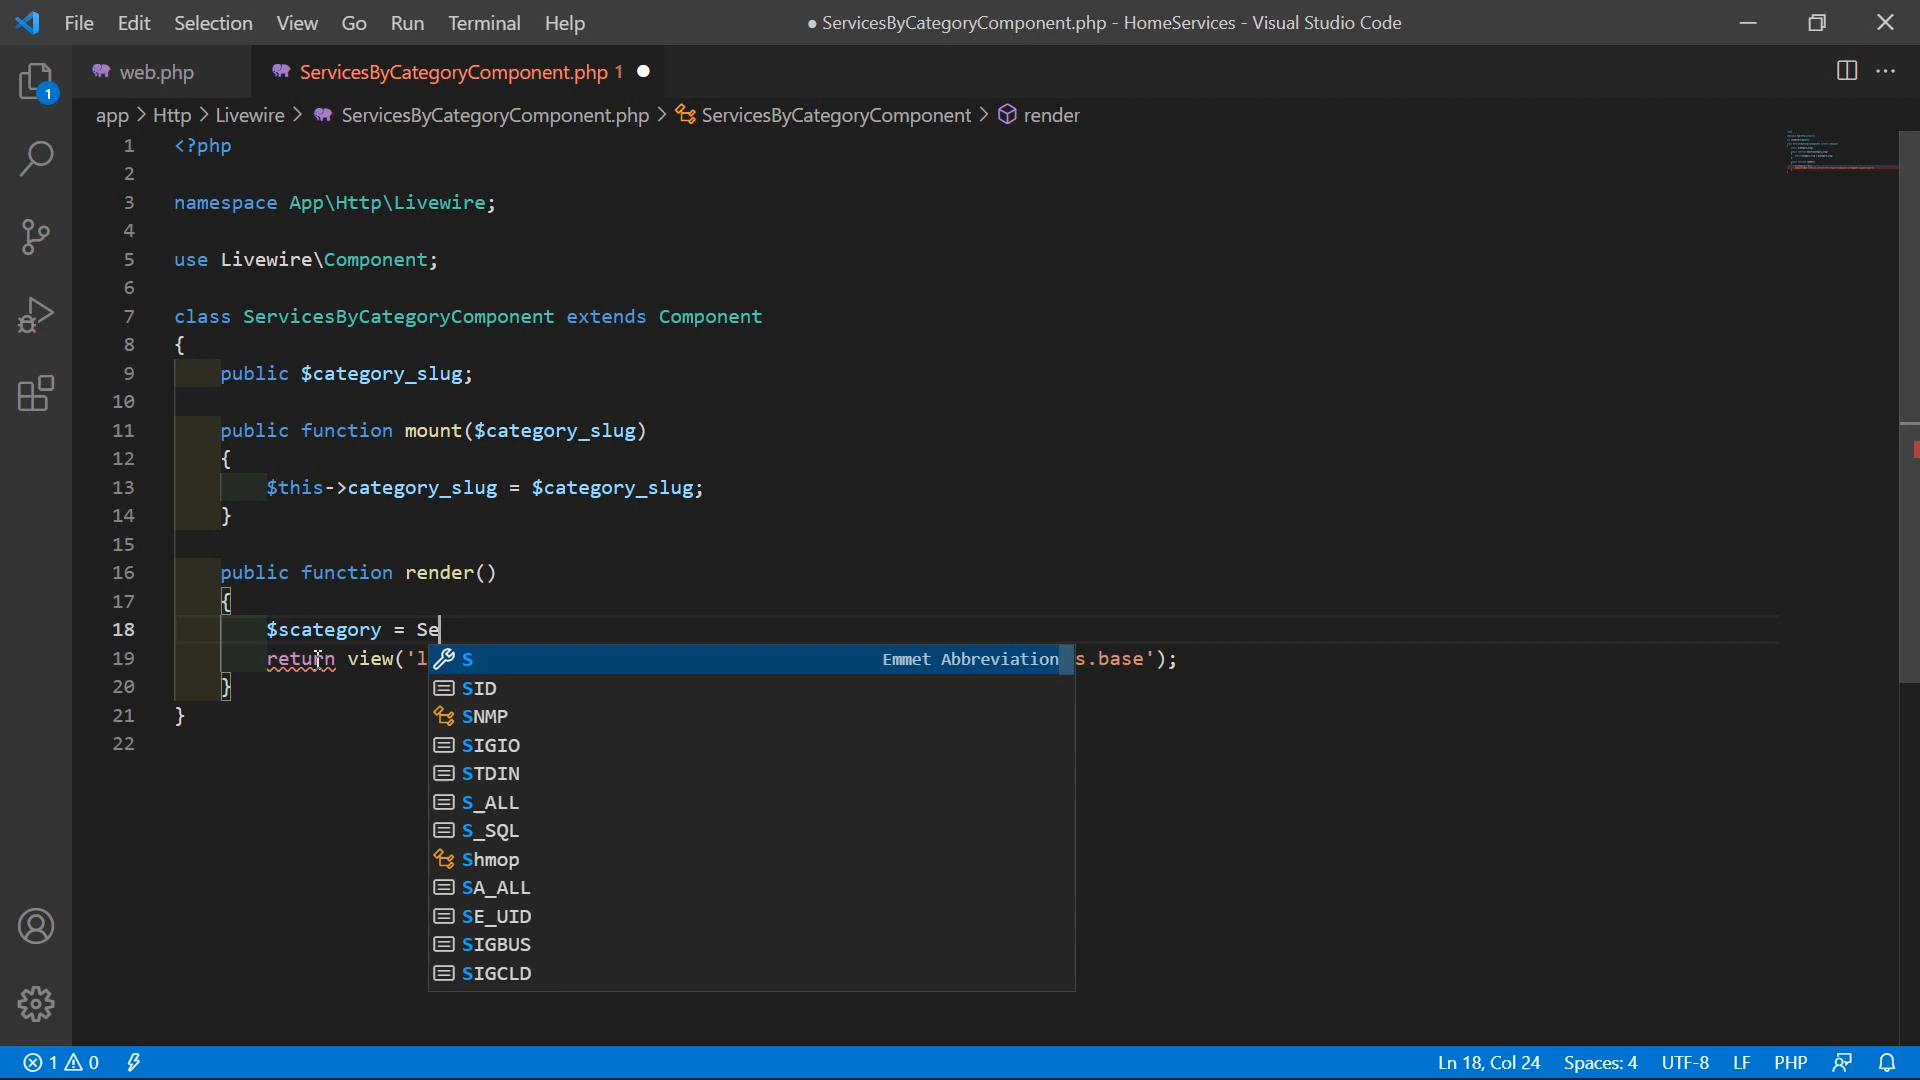 File Edit Selection View Go Run Terminal Help
● ServicesByCategoryComponent.php - HomeServices - Visual Studio Code
web.php
ServicesByCategoryComponent.php 1
app > Http > Livewire > ServicesByCategoryComponent.php > ServicesByCategoryComponent > render
1
1 <?php
2
3 namespace App\Http\Livewire;
4
5 use Livewire\Component;
6
7 class ServicesByCategoryComponent extends Component
8 {
9 public $category_slug;
10
11 public function mount($category_slug)
12 {
13 $this->category_slug = $category_slug;
14 }
15
16 public function render()
17 {
18 $scategory = Se
19 return view('l s.base');
20 }
21 }
22
S Emmet Abbreviation
SID
SNMP
SIGIO
STDIN
S_ALL
S_SQL
Shmop
SA_ALL
SE_UID
SIGBUS
SIGCLD
1 0 Ln 18, Col 24 Spaces: 4 UTF-8 LF PHP